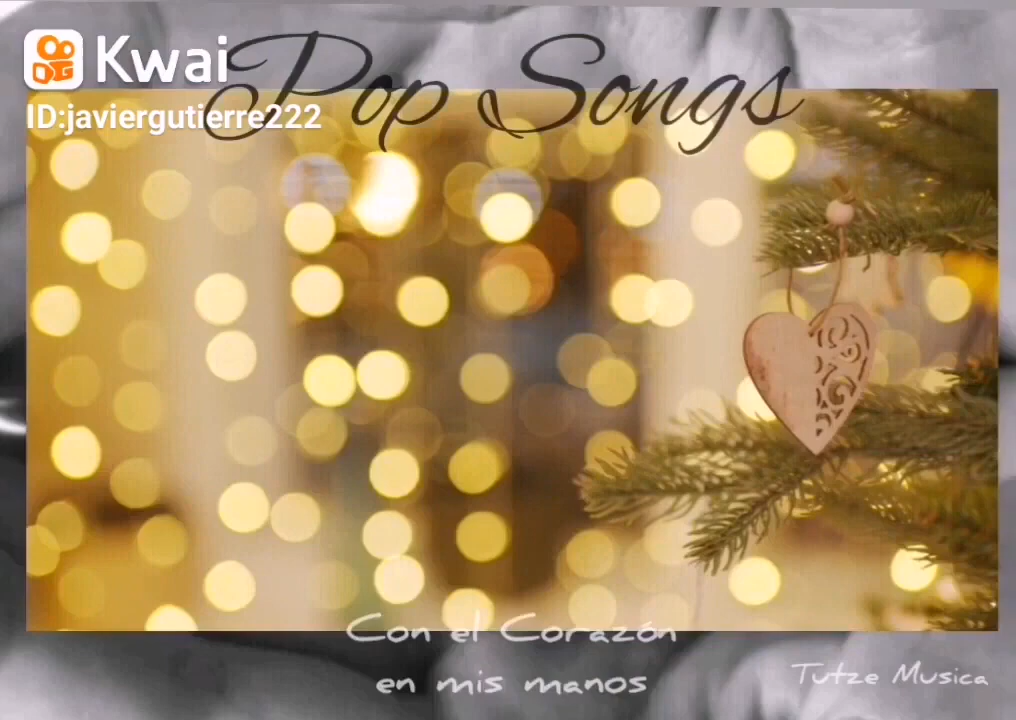 Kwai
Pop Songs
ID:javiergutierre222
Con el Corazón
en mis manos
Tutze Musica